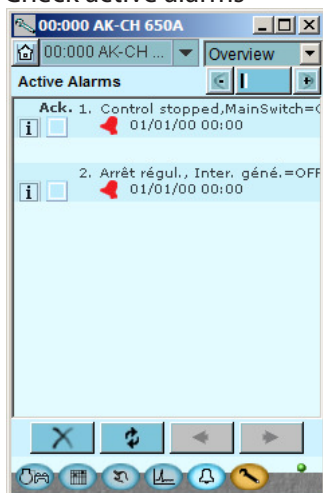 Check active alarms
00:000 AK-CH 650A
00:000 AK-CH ... Overview
Active Alarms
Ack. 1. Control stopped,MainSwitch=
i 01/01/00 00:00
2. Arrêt régul., Inter. géné.=OFF
i 01/01/00 00:00